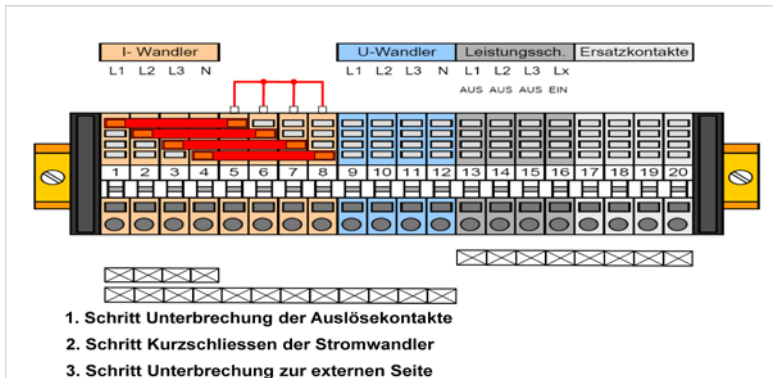 I- Wandler U-Wandler Leistungssch. Ersatzkontakte
L1 L2 L3 N L1 L2 L3 N L1 L2 L3 Lx
AUS AUS AUS EIN
1 2 3 4 5 6 7 8 9 10 11 12 13 14 15 16 17 18 19 20
1. Schritt Unterbrechung der Auslösekontakte
2. Schritt Kurzschliessen der Stromwandler
3. Schritt Unterbrechung zur externen Seite